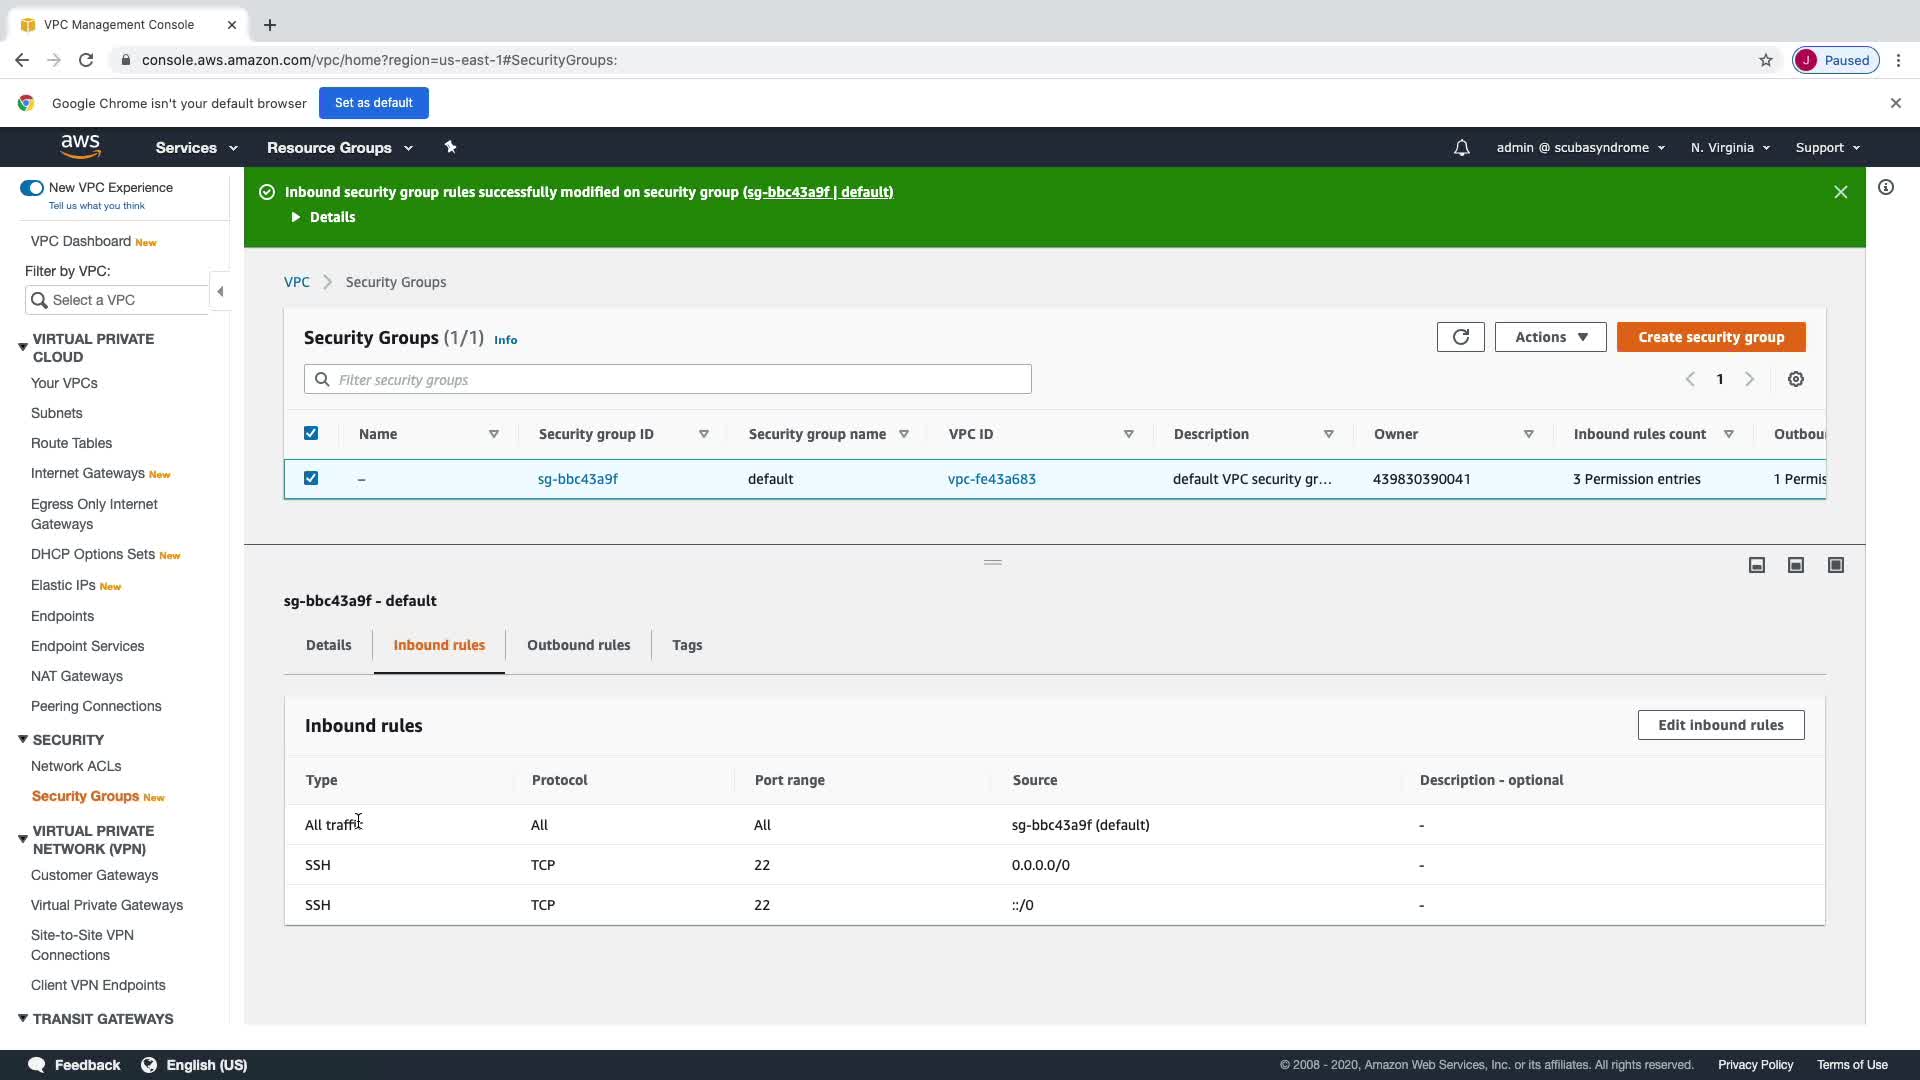 VPC Management Console
console.aws.amazon.com/vpc/home?region=us-east-1#SecurityGroups:
J Paused
Google Chrome isn't your default browser Set as default
aws Services Resource Groups admin @ scubasyndrome N. Virginia Support
New VPC Experience
Tell us what you think
VPC Dashboard New
Filter by VPC:
Select a VPC
VIRTUAL PRIVATE
CLOUD
Your VPCs
Subnets
Route Tables
Internet Gateways New
Egress Only Internet
Gateways
DHCP Options Sets New
Elastic IPs New
Endpoints
Endpoint Services
NAT Gateways
Peering Connections
SECURITY
Network ACLs
Security Groups New
VIRTUAL PRIVATE
NETWORK (VPN)
Customer Gateways
Virtual Private Gateways
Site-to-Site VPN
Connections
Client VPN Endpoints
TRANSIT GATEWAYS
Inbound security group rules successfully modified on security group (sg-bbc43a9f | default)
Details
VPC Security Groups
Security Groups (1/1) Info
Actions Create security group
Filter security groups
1
Name Security group ID Security group name VPC ID Description Owner Inbound rules count Outbou
– sg-bbc43a9f default vpc-fe43a683 default VPC security gr... 439830390041 3 Permission entries 1 Permis
sg-bbc43a9f - default
Details Inbound rules Outbound rules Tags
Inbound rules Edit inbound rules
Type Protocol Port range Source Description - optional
All traffic All All sg-bbc43a9f (default) -
SSH TCP 22 0.0.0.0/0 -
SSH TCP 22 ::/0 -
Feedback English (US) © 2008 - 2020, Amazon Web Services, Inc. or its affiliates. All rights reserved. Privacy Policy Terms of Use